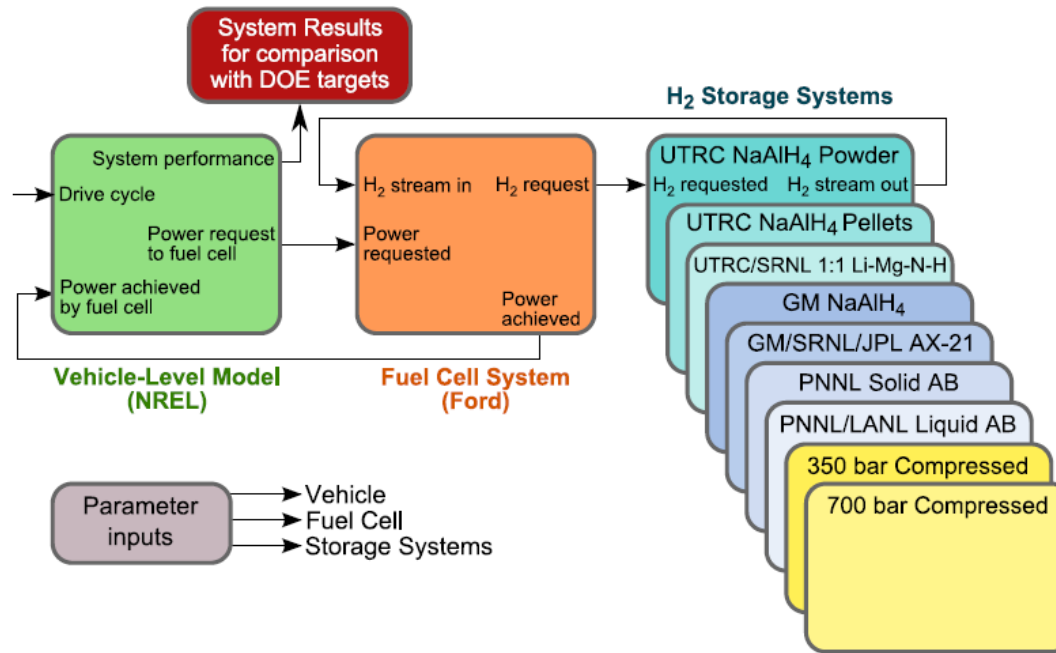 System Results
for comparison
with DOE targets
H₂ Storage Systems
System performance
Drive cycle
Power request
to fuel cell
Power achieved
by fuel cell
Vehicle-Level Model
(NREL)
H₂ stream in
H₂ request
Power
requested
Power
achieved
Fuel Cell System
(Ford)
UTRC NaAlH₄ Powder
H₂ requested
H₂ stream out
UTRC NaAlH₄ Pellets
UTRC/SRNL 1:1 Li-Mg-N-H
GM NaAlH₄
GM/SRNL/JPL AX-21
PNNL Solid AB
PNNL/LANL Liquid AB
350 bar Compressed
700 bar Compressed
Parameter
inputs
Vehicle
Fuel Cell
Storage Systems